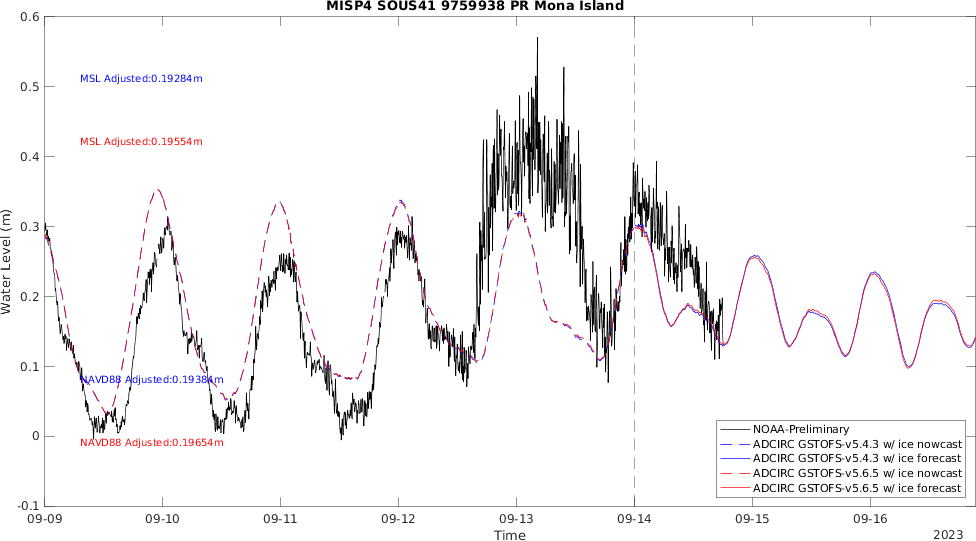 MISP4 SOUS41 9759938 PR Mona Island
0.6
0.5
0.4
0.3
0.2
0.1
0
-0.1
Water Level (m)
MSL Adjusted:0.19284m
MSL Adjusted:0.19554m
NAVD88 Adjusted:0.19384m
NAVD88 Adjusted:0.19654m
NOAA-Preliminary
ADCIRC GSTOFS-v5.4.3 w/ ice nowcast
ADCIRC GSTOFS-v5.4.3 w/ ice forecast
ADCIRC GSTOFS-v5.6.5 w/ ice nowcast
ADCIRC GSTOFS-v5.6.5 w/ ice forecast
09-09 09-10 09-11 09-12 09-13 09-14 09-15 09-16
Time
2023